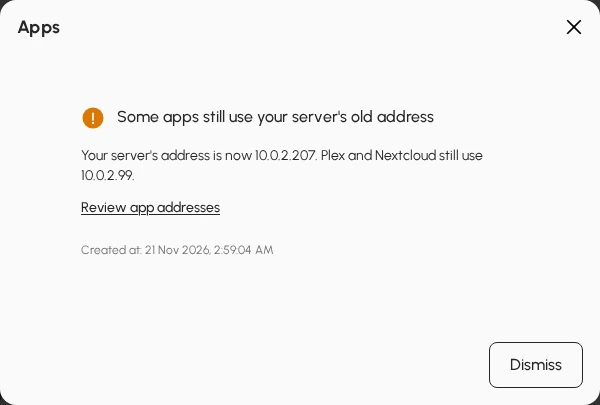 Apps
Some apps still use your server's old address
Your server's address is now 10.0.2.207. Plex and Nextcloud still use
10.0.2.99.
Review app addresses
Created at: 21 Nov 2026, 2:59:04 AM
Dismiss